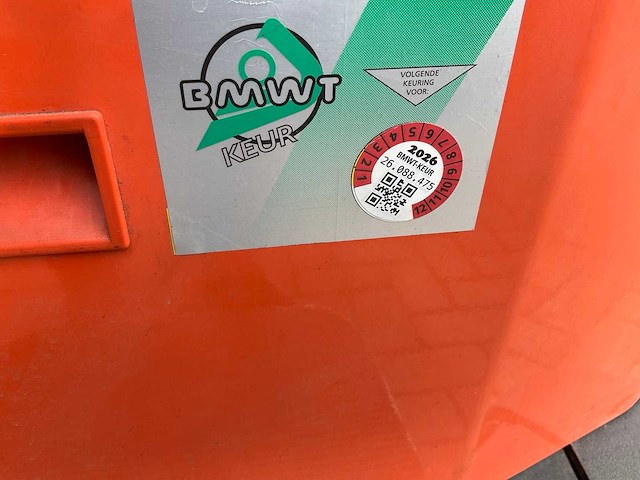 BMWT
KEUR
VOLGENDE
KEURING
VOOR:
1 2 3 4 5 6 7 8 9 10 11 12
2026
BMWT-KEUR
26.088.475